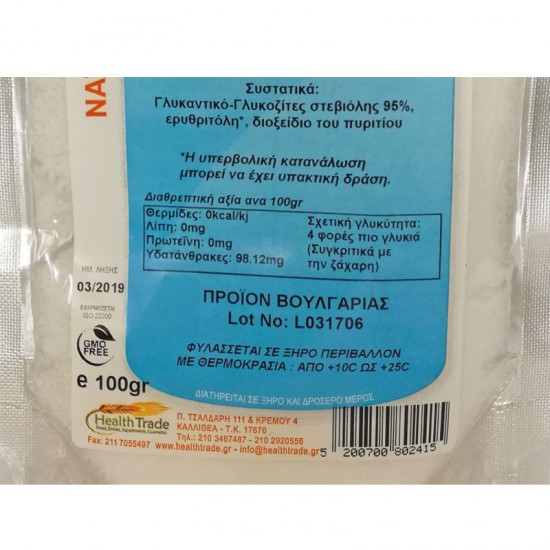 ΝΑ
Συστατικά:
Γλυκαντικό-Γλυκοζίτες στεβιόλης 95%,
ερυθριτόλη*, διοξείδιο του πυριτίου
*Η υπερβολική κατανάλωση
μπορεί να έχει υπακτική δράση.
Διαθρεπτική αξία ανα 100gr
Θερμίδες: 0kcal/kj
Λίπη: 0mg
Πρωτεΐνη: 0mg
Υδατάνθρακες: 98.12mg
Σχετική γλυκύτητα:
4 φορές πιο γλυκιά
(Συγκριτικά με
την ζάχαρη)
ΗΜ. ΛΗΞΗΣ
03/2019
ΕΦΑΡΜΟΖΕΤΑΙ
ISO 22000
GMO
FREE
e 100gr
ΠΡΟΪΟΝ ΒΟΥΛΓΑΡΙΑΣ
Lot No: L031706
ΦΥΛΑΣΣΕΤΑΙ ΣΕ ΞΗΡΟ ΠΕΡΙΒΑΛΛΟΝ
ΜΕ ΘΕΡΜΟΚΡΑΣΙΑ : ΑΠΟ +10C ΩΣ +25C
ΔΙΑΤΗΡΕΙΤΑΙ ΣΕ ΞΗΡΟ ΚΑΙ ΔΡΟΣΕΡΟ ΜΕΡΟΣ
Health Trade
Π. ΤΣΑΛΔΑΡΗ 111 & ΚΡΕΜΟΥ 4
ΚΑΛΛΙΘΕΑ - Τ.Κ. 17676
Τηλ.: 210 3467487 - 210 2920556
Fax: 211 7055497 www.healthtrade.gr - info@healthtrade.gr
5 200700 802415